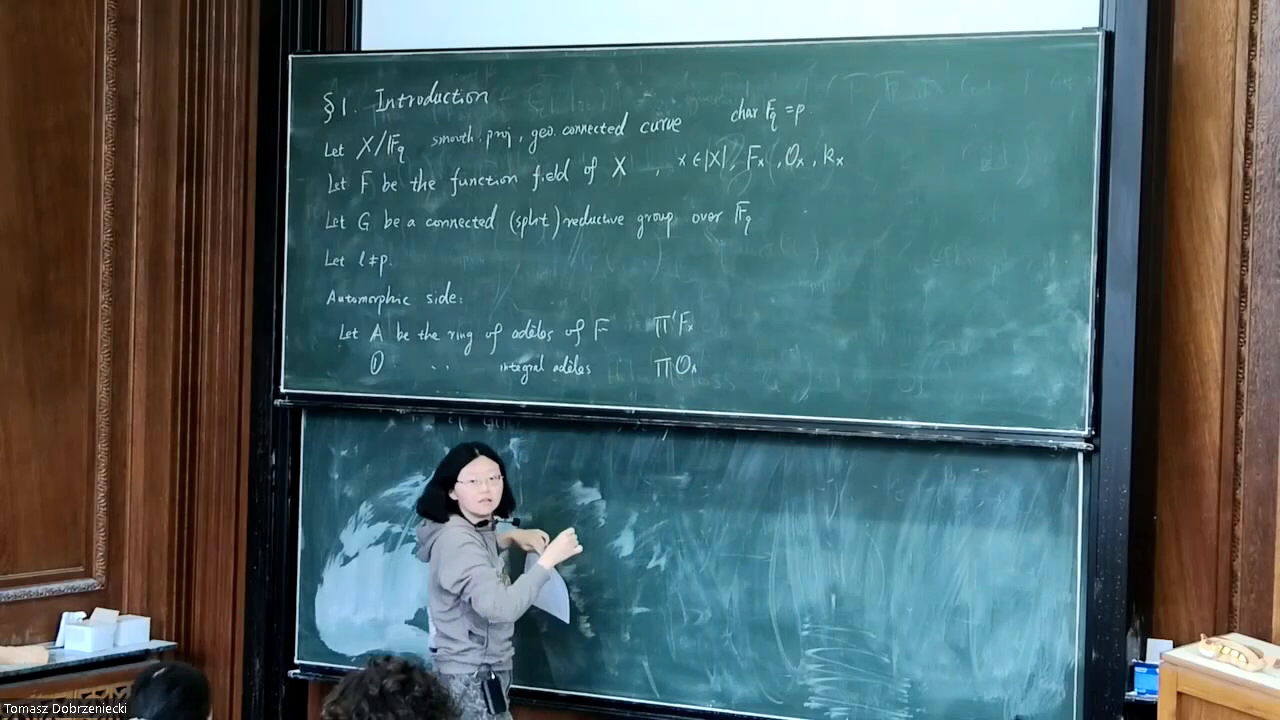 §1. Introduction
Let X/𝔽q smooth. proj, geo. connected curve char 𝔽q = p
Let F be the function field of X , x∈|X|, Fx, 𝒪x, kx
Let G be a connected (split) reductive group over 𝔽q
Let l≠p.
Automorphic side:
Let 𝔸 be the ring of adèles of F ∏'Fx
𝕆 .. integral adèles ∏𝒪x
Tomasz Dobrzeniecki